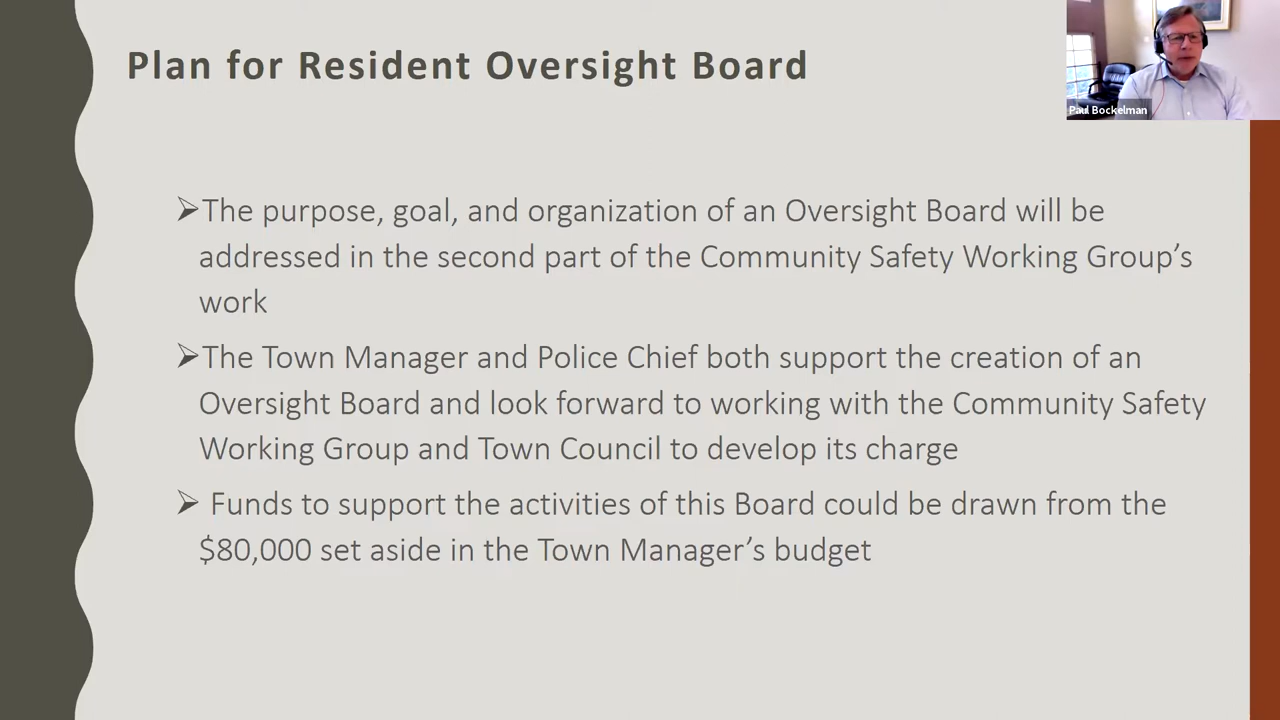 Plan for Resident Oversight Board
Paul Bockelman
➢The purpose, goal, and organization of an Oversight Board will be
addressed in the second part of the Community Safety Working Group’s
work
➢The Town Manager and Police Chief both support the creation of an
Oversight Board and look forward to working with the Community Safety
Working Group and Town Council to develop its charge
➢ Funds to support the activities of this Board could be drawn from the
$80,000 set aside in the Town Manager’s budget